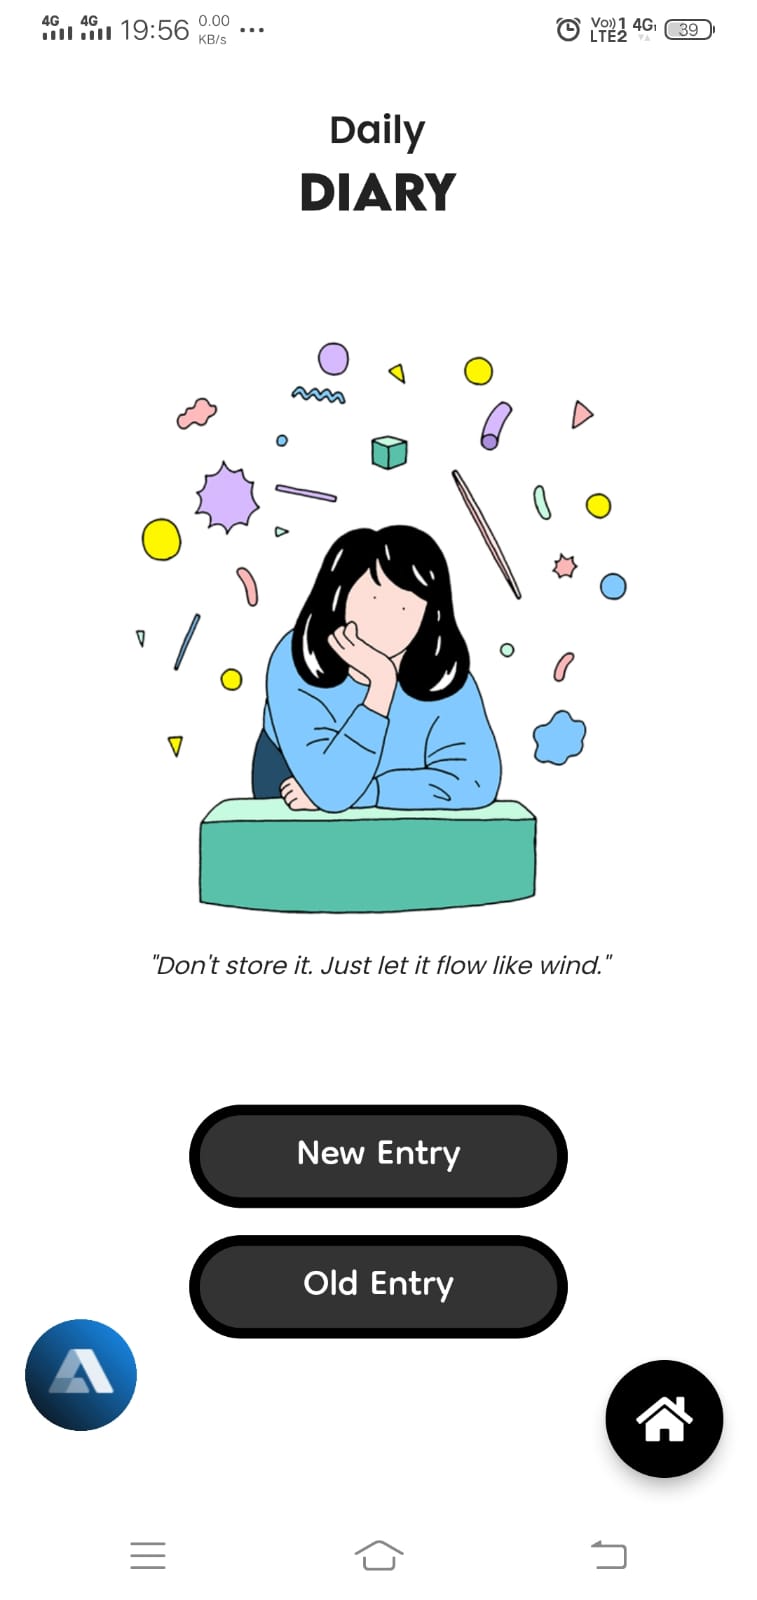 4G 4G 19:56 0.00 KB/s ...
Vo)) 1 4G
LTE2
39
Daily
DIARY
"Don't store it. Just let it flow like wind."
New Entry
Old Entry